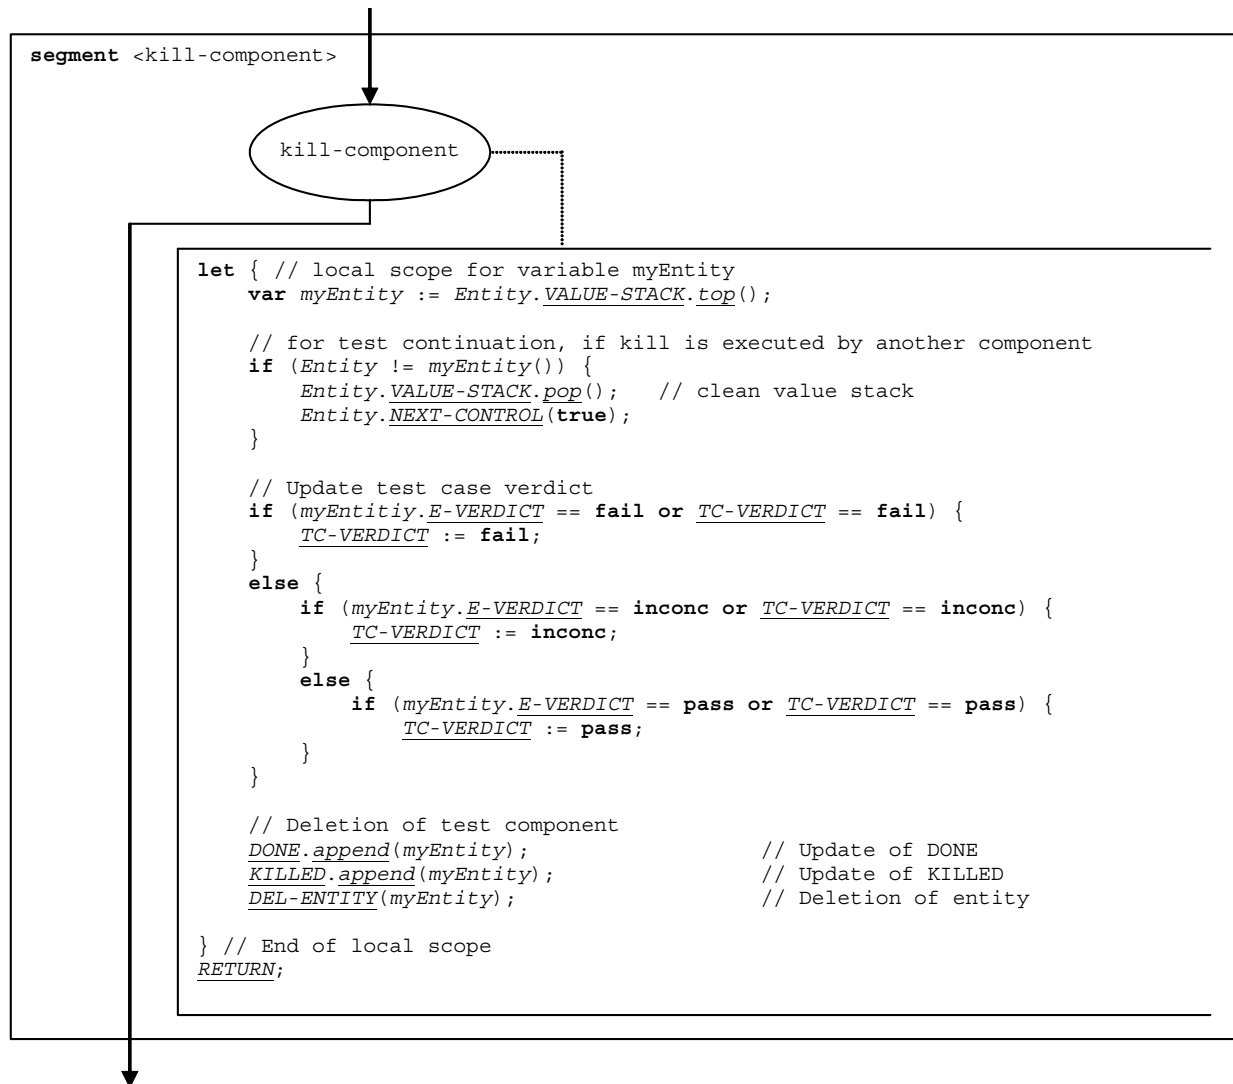 segment <kill-component>
kill-component
let { // local scope for variable myEntity
var myEntity := Entity.VALUE-STACK.top();
// for test continuation, if kill is executed by another component
if (Entity != myEntity()) {
Entity.VALUE-STACK.pop(); // clean value stack
Entity.NEXT-CONTROL(true);
}
// Update test case verdict
if (myEntitiy.E-VERDICT == fail or TC-VERDICT == fail) {
TC-VERDICT := fail;
}
else {
if (myEntity.E-VERDICT == inconc or TC-VERDICT == inconc) {
TC-VERDICT := inconc;
}
else {
if (myEntity.E-VERDICT == pass or TC-VERDICT == pass) {
TC-VERDICT := pass;
}
}
// Deletion of test component
DONE.append(myEntity); // Update of DONE
KILLED.append(myEntity); // Update of KILLED
DEL-ENTITY(myEntity); // Deletion of entity
} // End of local scope
RETURN;